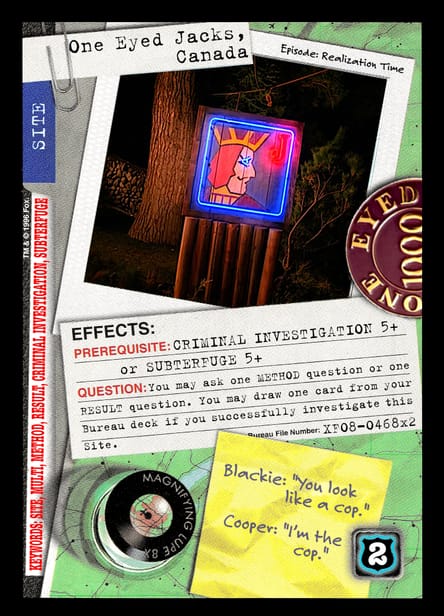 One Eyed Jacks,
Canada
Episode: Realization Time
SITE
J
TM & © 1996 Fox.
KEYWORDS: SITE, MULTI, METHOD, RESULT, CRIMINAL INVESTIGATION, SUBTERFUGE
ONE EYED
1000
EFFECTS:
PREREQUISITE: CRIMINAL INVESTIGATION 5+
or SUBTERFUGE 5+
QUESTION: You may ask one METHOD question or one
RESULT question. You may draw one card from your
Bureau deck if you successfully investigate this
Site.
Bureau File Number: XF08-0468x2
MAGNIFYING LUPE 8X
Blackie: "You look
like a cop."
Cooper: "I'm the
cop."
2